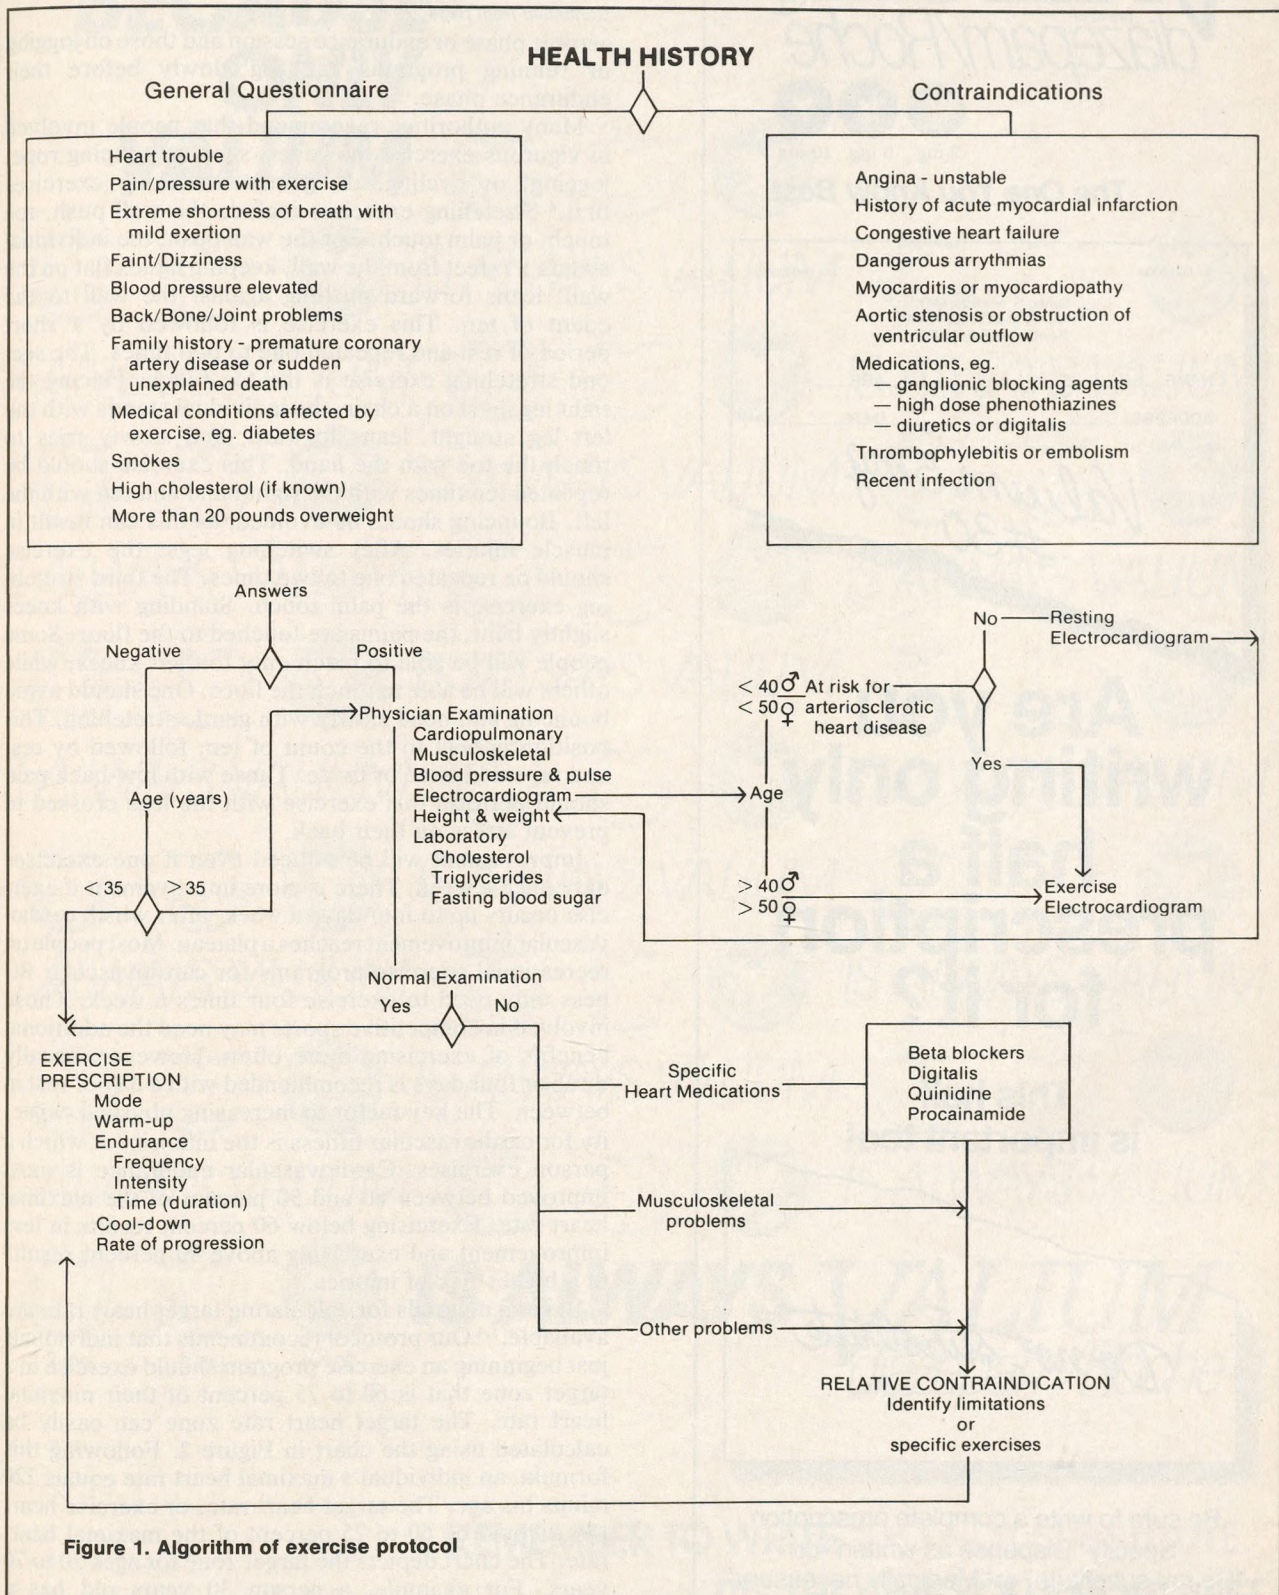 HEALTH HISTORY
General Questionnaire
Contraindications
Heart trouble
Pain/pressure with exercise
Extreme shortness of breath with
mild exertion
Faint/Dizziness
Blood pressure elevated
Back/Bone/Joint problems
Family history - premature coronary
artery disease or sudden
unexplained death
Medical conditions affected by
exercise, eg. diabetes
Smokes
High cholesterol (if known)
More than 20 pounds overweight
Angina - unstable
History of acute myocardial infarction
Congestive heart failure
Dangerous arrythmias
Myocarditis or myocardiopathy
Aortic stenosis or obstruction of
ventricular outflow
Medications, eg.
— ganglionic blocking agents
— high dose phenothiazines
— diuretics or digitalis
Thrombophylebitis or embolism
Recent infection
Answers
Negative
Positive
Physician Examination
Cardiopulmonary
Musculoskeletal
Blood pressure & pulse
Electrocardiogram
Height & weight
Laboratory
Cholesterol
Triglycerides
Fasting blood sugar
Age (years)
< 35
> 35
Age
< 40 ♂
< 50 ♀
At risk for
arteriosclerotic
heart disease
No
Resting
Electrocardiogram
Yes
> 40 ♂
> 50 ♀
Exercise
Electrocardiogram
Normal Examination
Yes
No
EXERCISE
PRESCRIPTION
Mode
Warm-up
Endurance
Frequency
Intensity
Time (duration)
Cool-down
Rate of progression
Specific
Heart Medications
Beta blockers
Digitalis
Quinidine
Procainamide
Musculoskeletal
problems
Other problems
RELATIVE CONTRAINDICATION
Identify limitations
or
specific exercises
Figure 1. Algorithm of exercise protocol